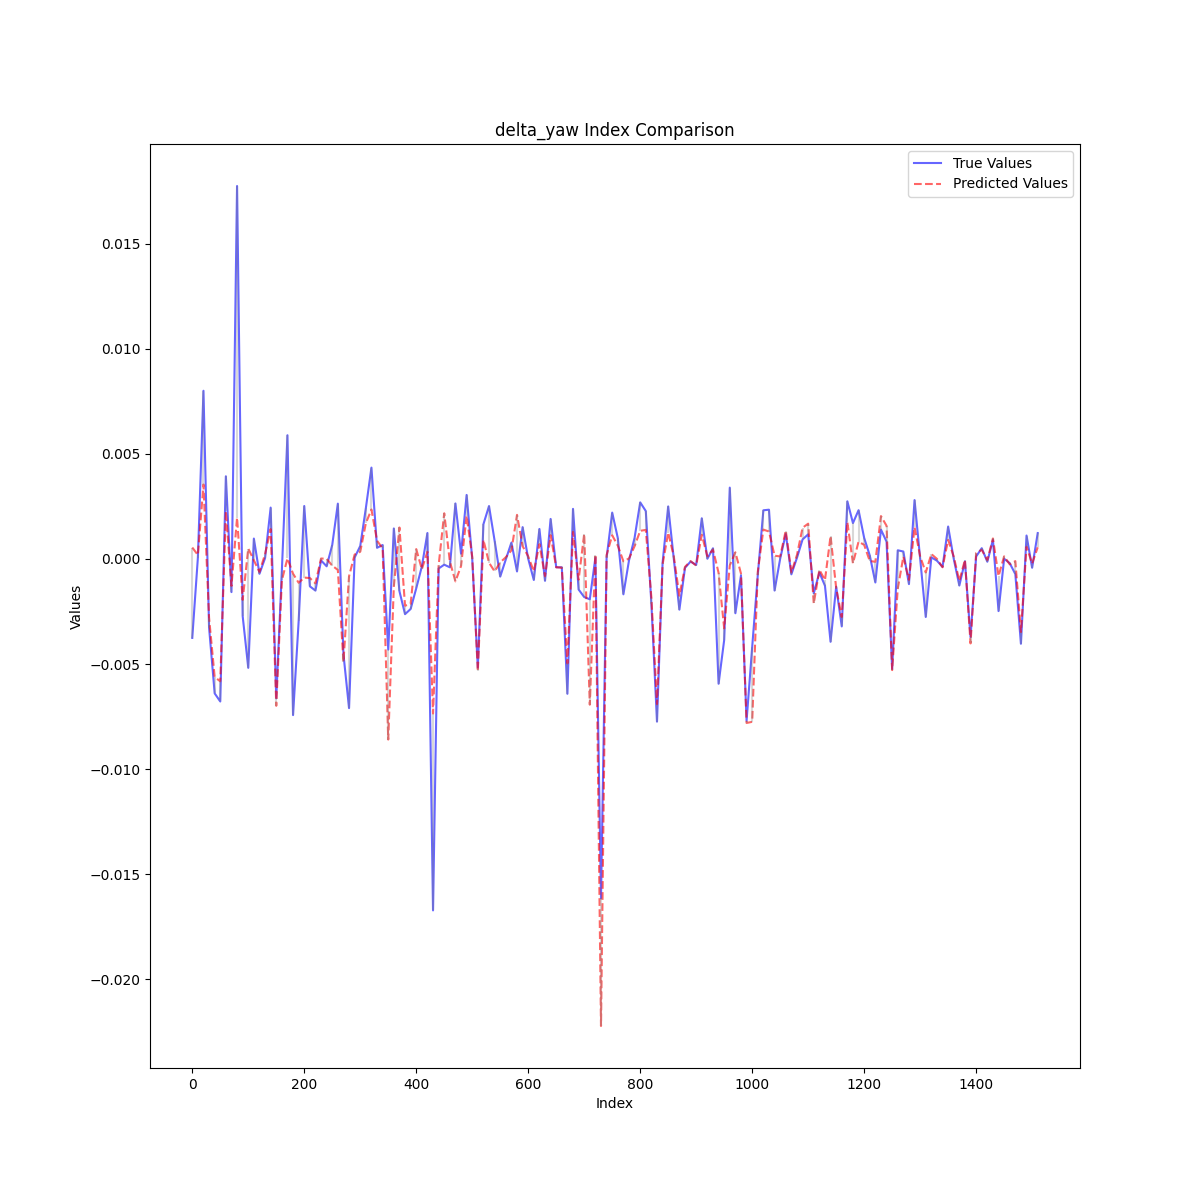 delta_yaw Index Comparison
True Values
Predicted Values
0.015
0.010
0.005
0.000
−0.005
−0.010
−0.015
−0.020
Values
0 200 400 600 800 1000 1200 1400
Index